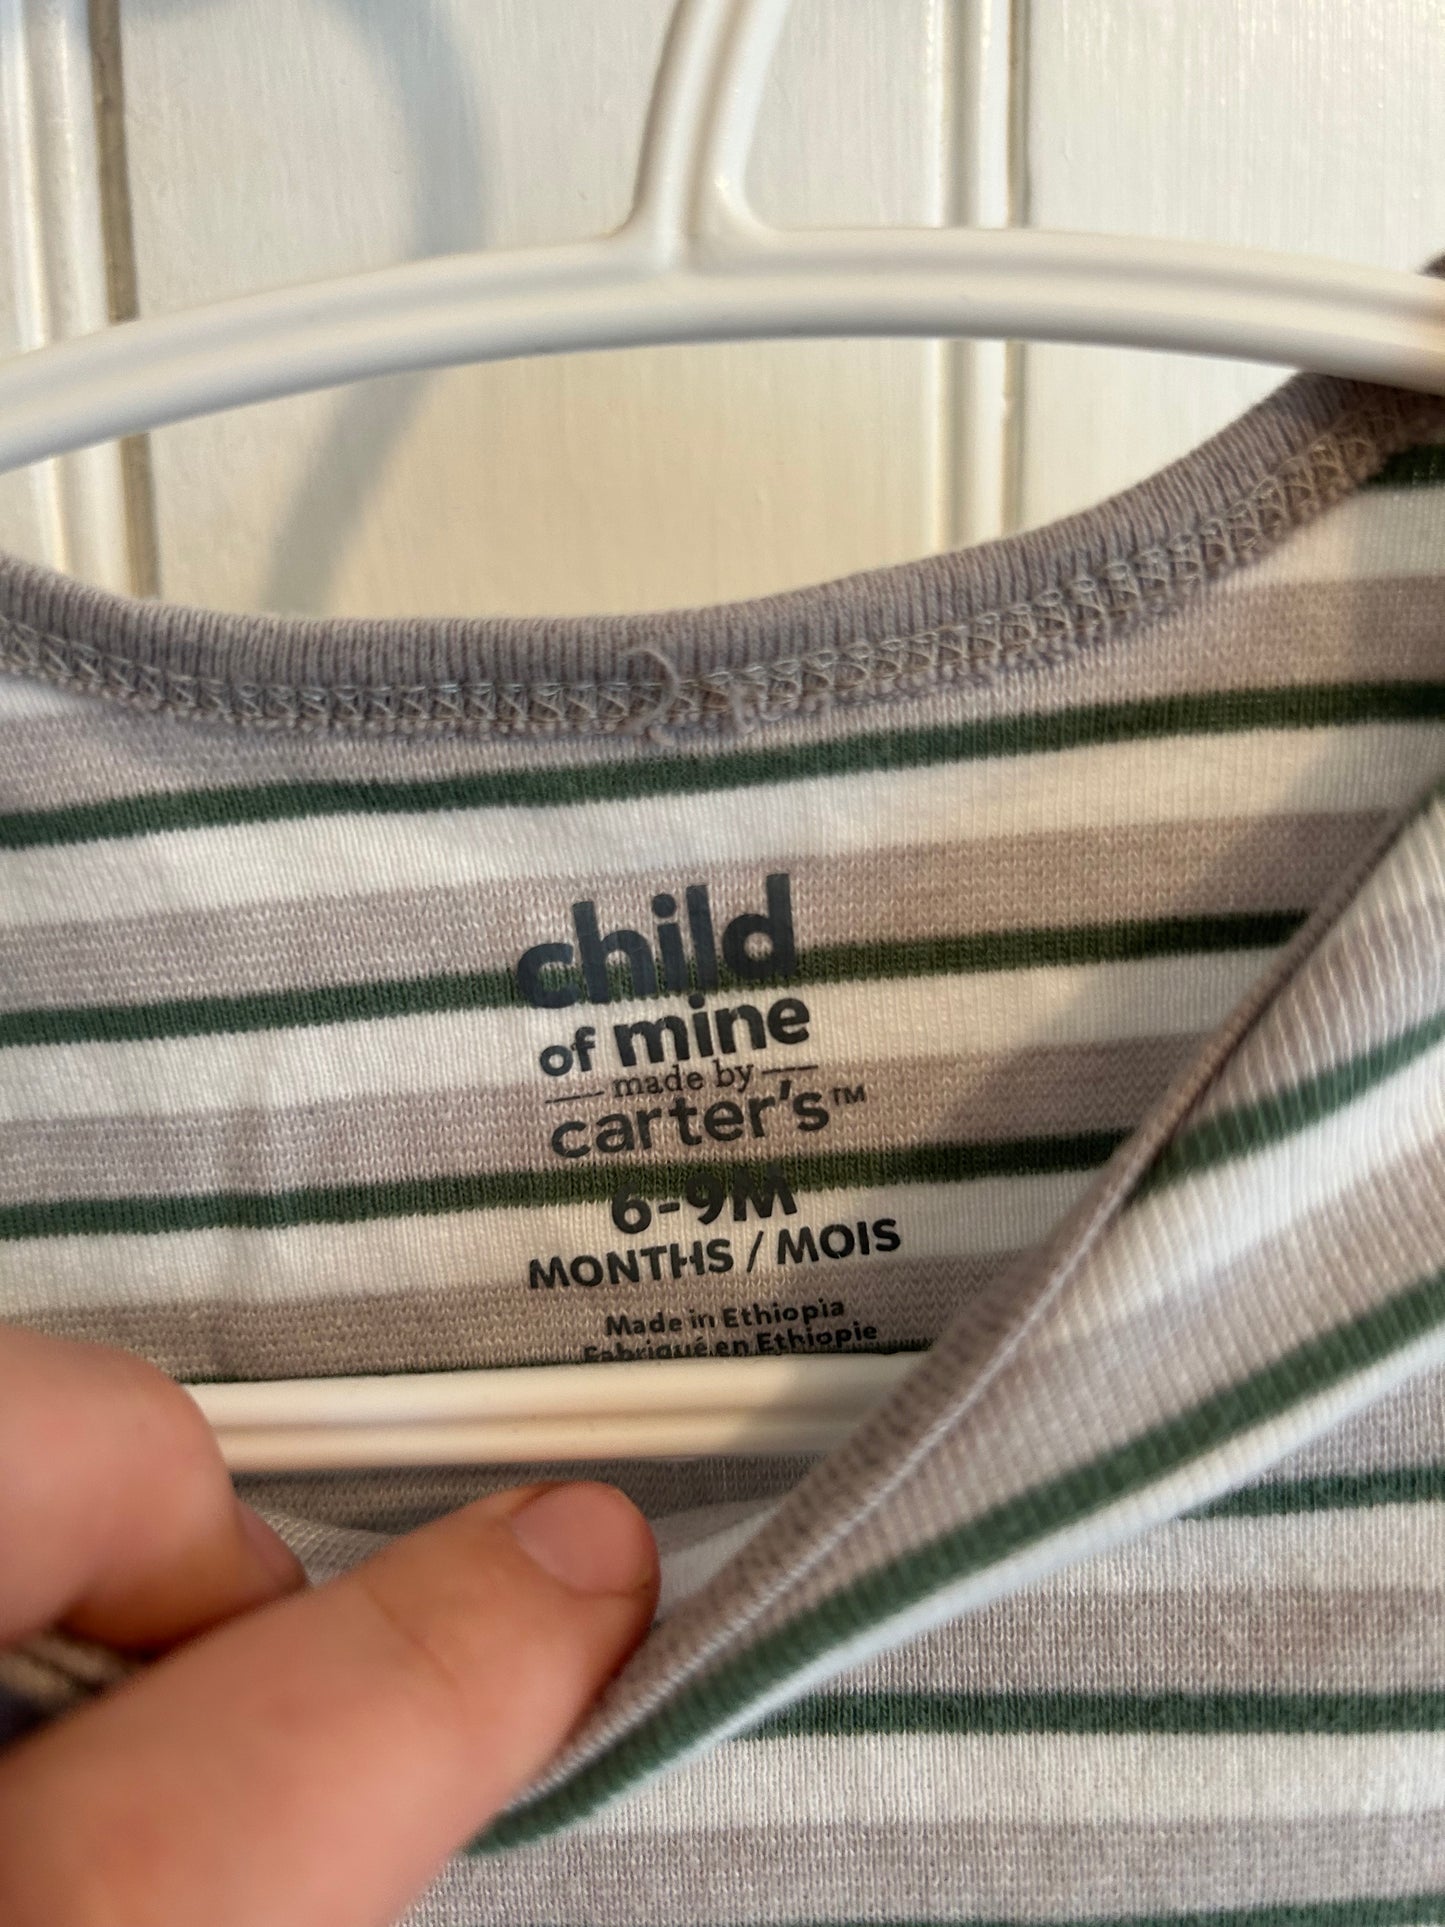 child
of mine
made by
carter's™
6-9M
MONTHS / MOIS
Made in Ethiopia
Fabriqué en Ethiopie